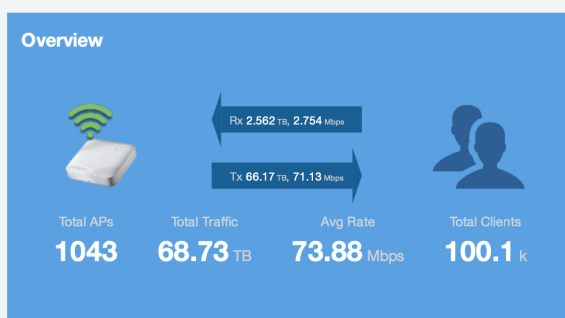 Overview
Rx 2.562 TB, 2.754 Mbps
Tx 66.17 TB, 71.13 Mbps
Total APs Total Traffic Avg Rate Total Clients
1043 68.73 TB 73.88 Mbps 100.1 k